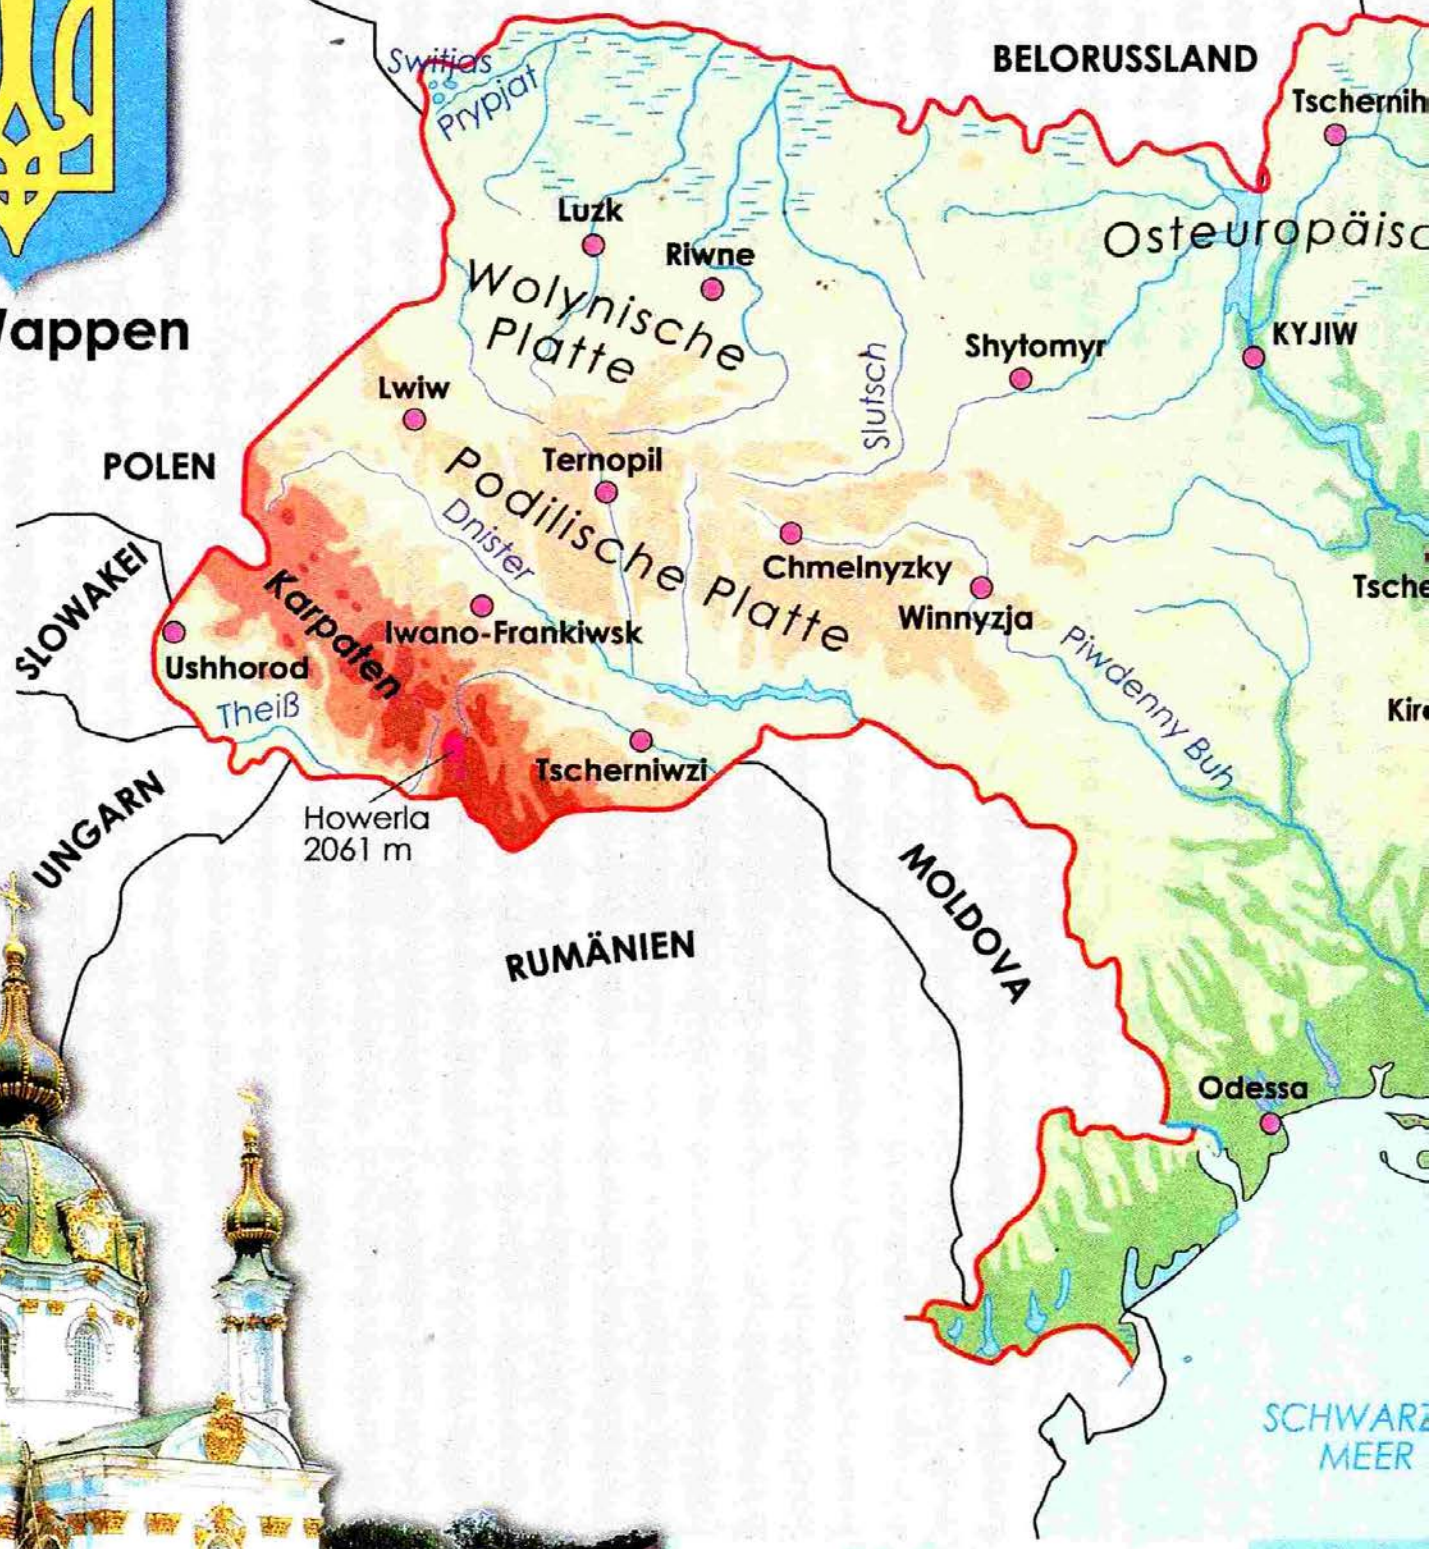 BELORUSSLAND
Switjas
Prypjat
Tschernih
Luzk
Riwne
Osteuropäisc
Wolynische
Platte
appen
Shytomyr
KYJIW
Slutsch
Lwiw
POLEN
Ternopil
Podilische Platte
Dnister
Chmelnyzky
SLOWAKEI
Karpaten
Iwano-Frankiwsk
Winnyzja
Tsche
Ushhorod
Piwdenny Buh
Theiß
Kir
Tscherniwzi
UNGARN
Howerla
2061 m
MOLDOVA
RUMÄNIEN
Odessa
SCHWARZ
MEER